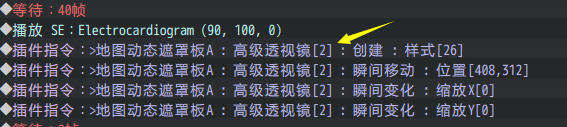 ◆等待：40帧
◆播放 SE：Electrocardiogram (90, 100, 0)
◆插件指令：>地图动态遮罩板A : 高级透视镜[2] : 创建 : 样式[26]
◆插件指令：>地图动态遮罩板A : 高级透视镜[2] : 瞬间移动 : 位置[408,312]
◆插件指令：>地图动态遮罩板A : 高级透视镜[2] : 瞬间变化 : 缩放X[0]
◆插件指令：>地图动态遮罩板A : 高级透视镜[2] : 瞬间变化 : 缩放Y[0]